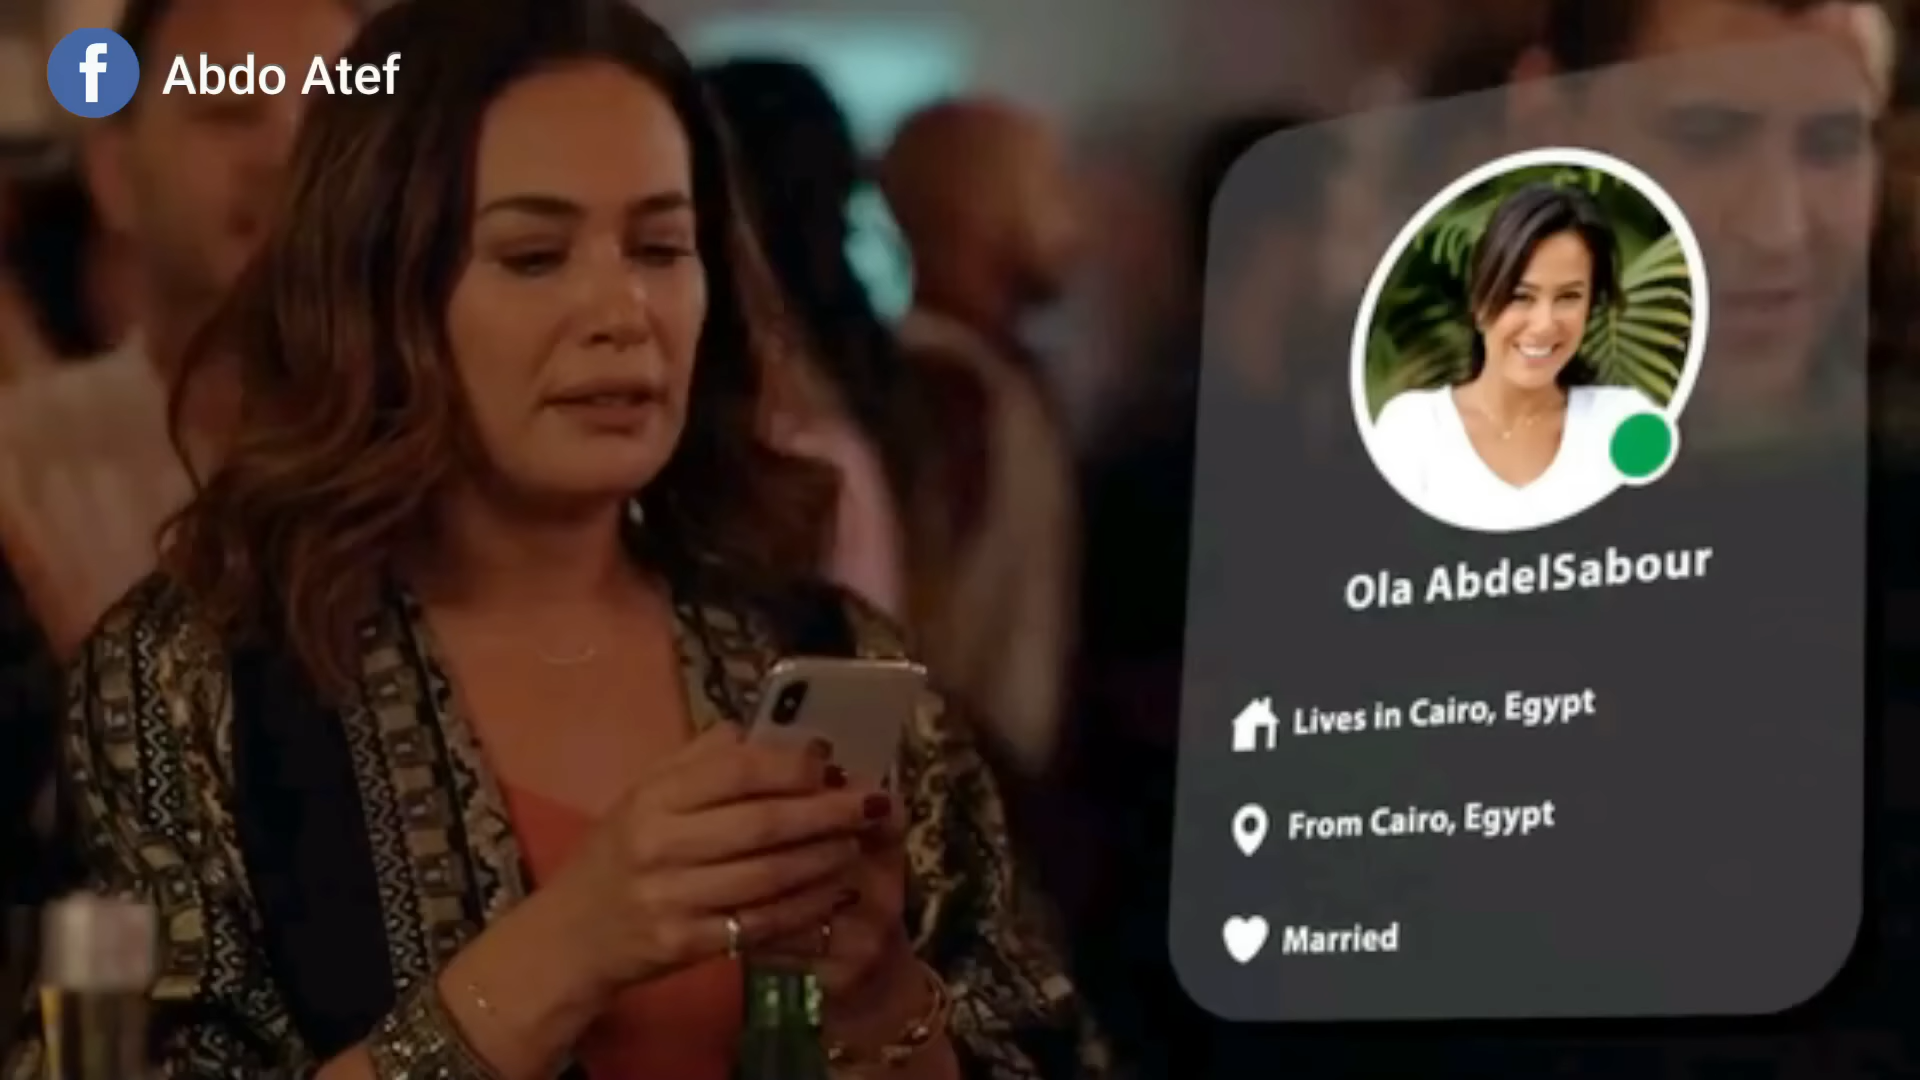 f Abdo Atef
Ola AbdelSabour
Lives in Cairo, Egypt
From Cairo, Egypt
Married